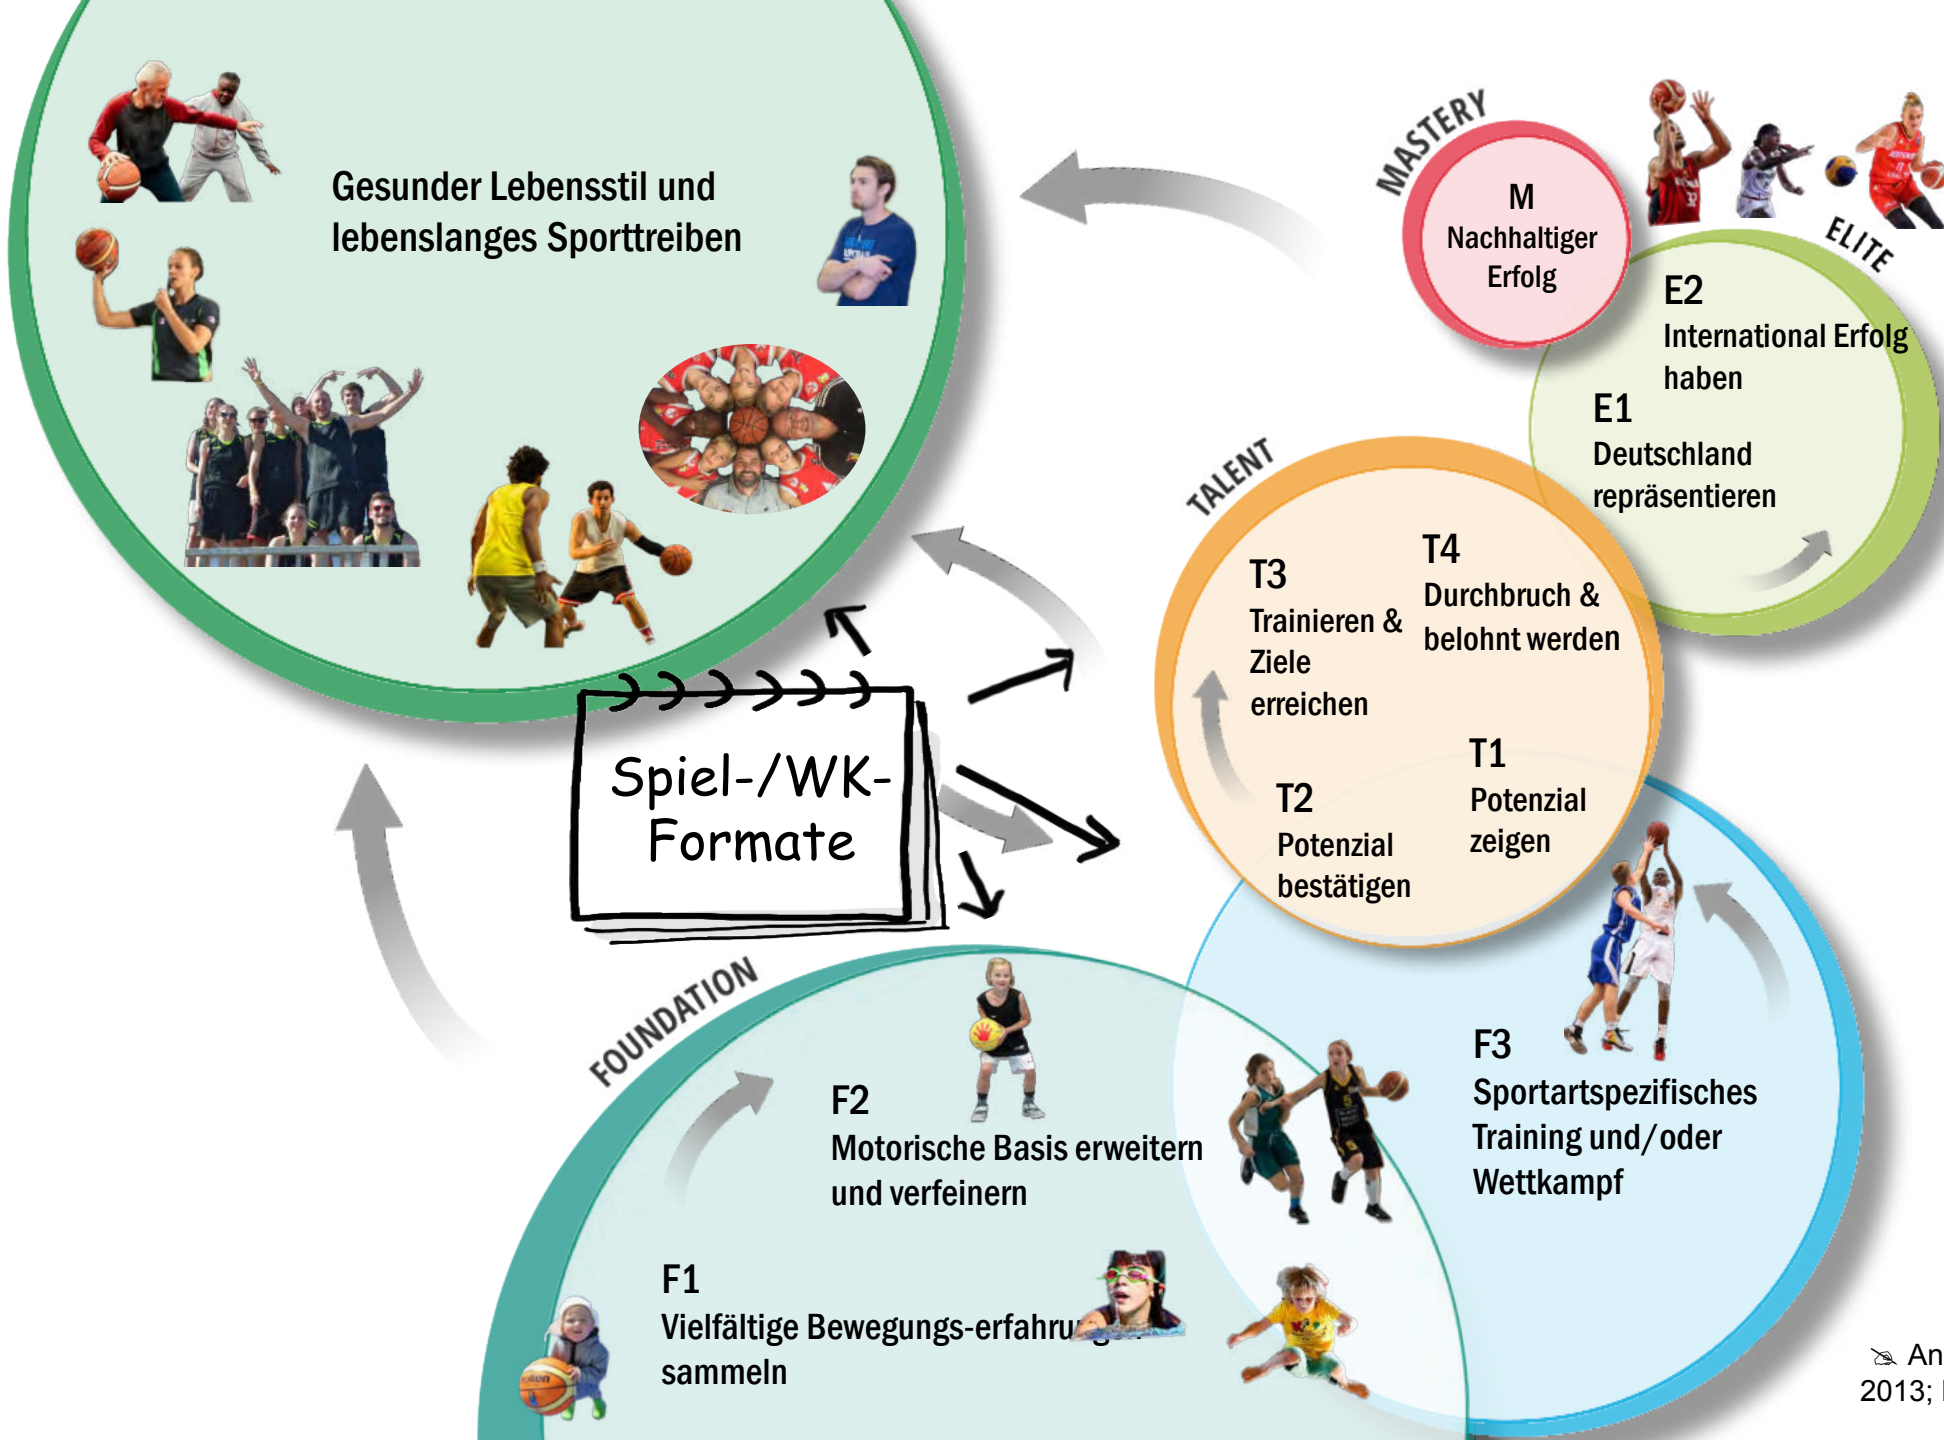 Gesunder Lebensstil und
lebenslanges Sporttreiben
MASTERY
M
Nachhaltiger
Erfolg
ELITE
E2
International Erfolg
haben
E1
Deutschland
repräsentieren
TALENT
T4
Durchbruch &
belohnt werden
T3
Trainieren &
Ziele
erreichen
T1
Potenzial
zeigen
T2
Potenzial
bestätigen
Spiel-/WK-
Formate
FOUNDATION
F3
Sportartspezifisches
Training und/oder
Wettkampf
F2
Motorische Basis erweitern
und verfeinern
F1
Vielfältige Bewegungs-erfahrungen
sammeln
2013;